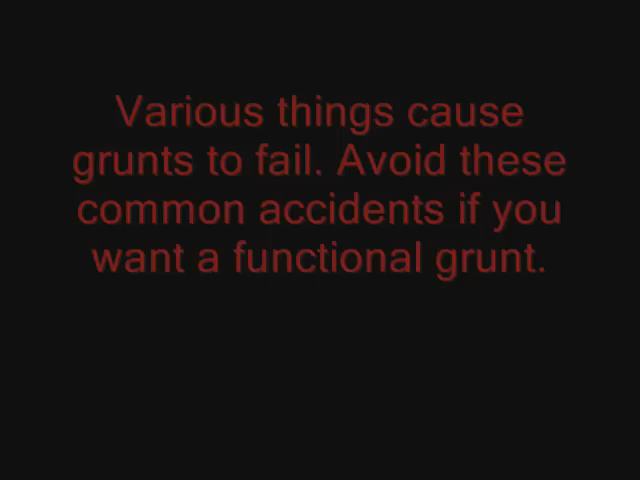 Various things cause
grunts to fail. Avoid these
common accidents if you
want a functional grunt.